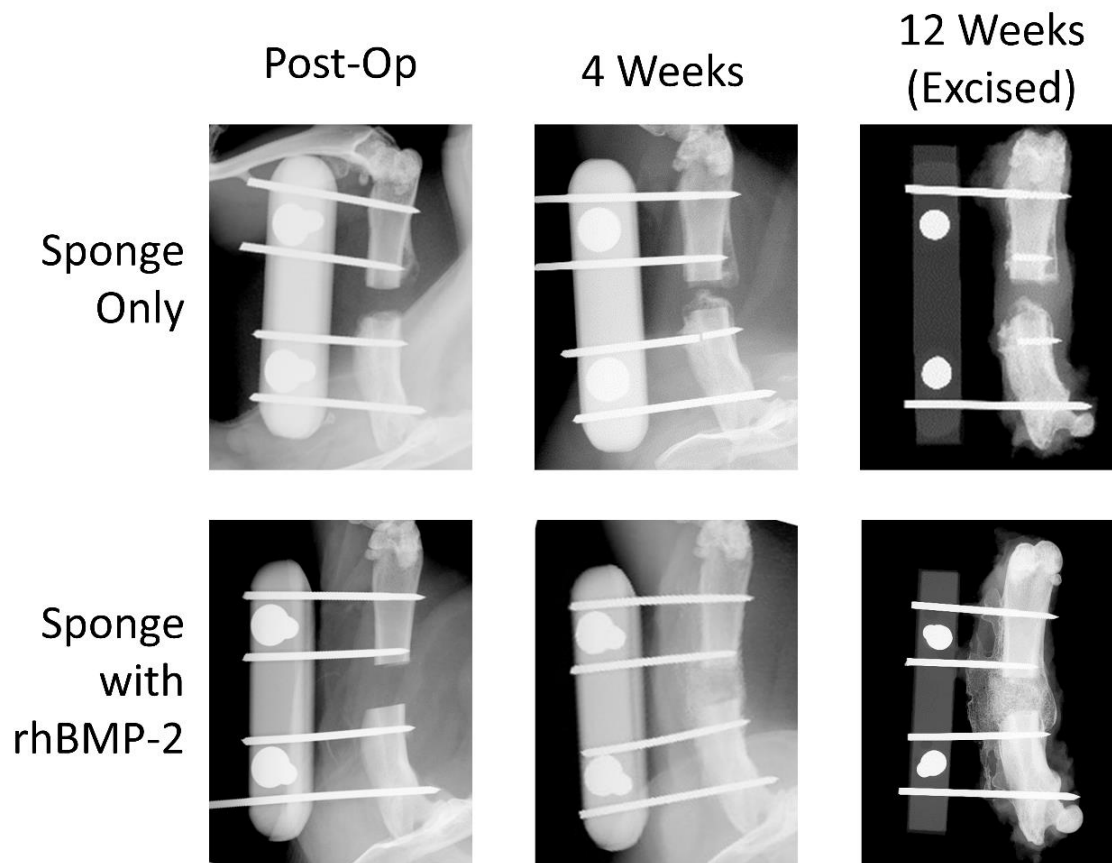 Post-Op
4 Weeks
12 Weeks
(Excised)
Sponge
Only
Sponge
with
rhBMP-2